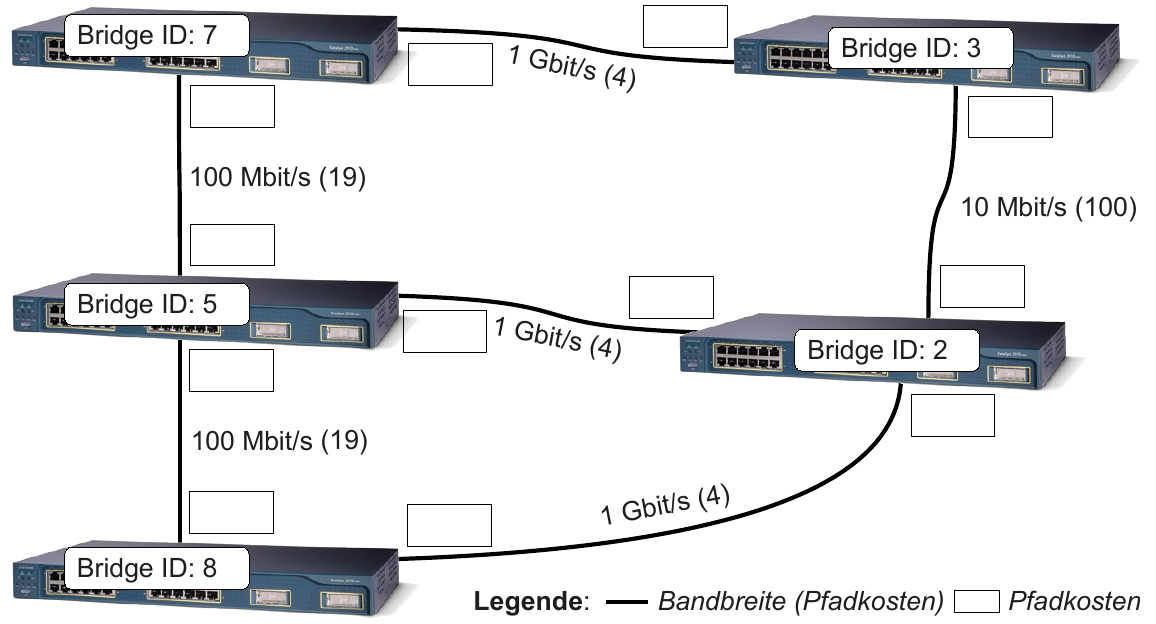 Bridge ID: 7
Bridge ID: 3
1 Gbit/s (4)
100 Mbit/s (19)
10 Mbit/s (100)
Bridge ID: 5
1 Gbit/s (4)
Bridge ID: 2
100 Mbit/s (19)
1 Gbit/s (4)
Bridge ID: 8
Legende: Bandbreite (Pfadkosten) Pfadkosten